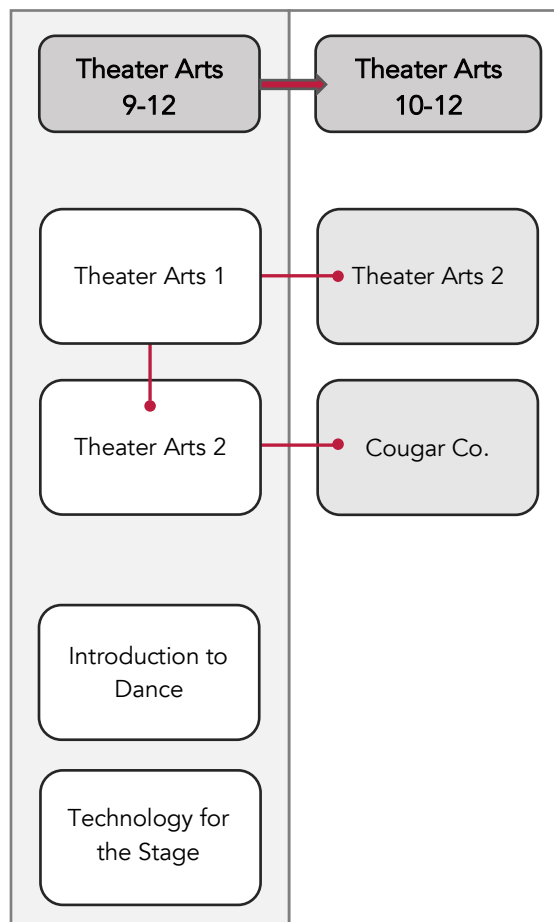 Theater Arts
9-12
Theater Arts
10-12
Theater Arts 1
Theater Arts 2
Theater Arts 2
Cougar Co.
Introduction to
Dance
Technology for
the Stage